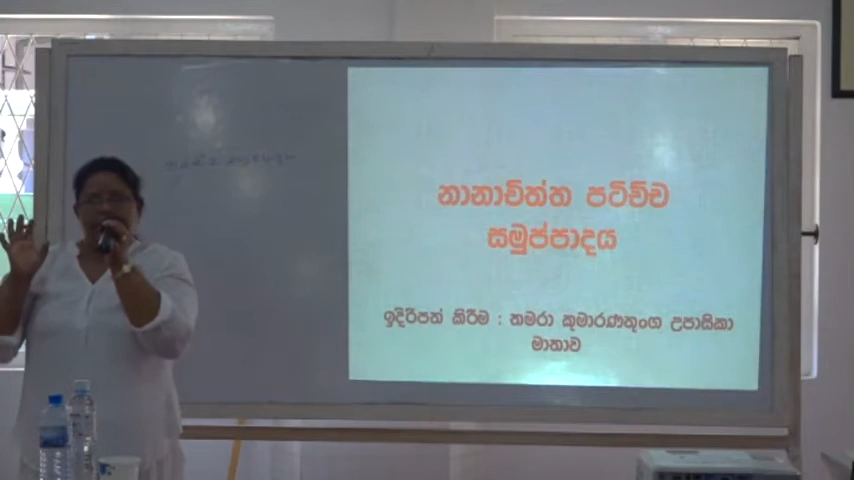 නානාචිත්ත පටිච්ච
සමුප්පාදය
ඉදිරිපත් කිරීම : තමරා කුමාරණතුංග උපාසිකා
මාතාව